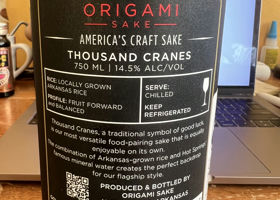 ORIGAMI
SAKE
AMERICA'S CRAFT SAKE
THOUSAND CRANES
750 ML | 14.5% ALC/VOL
RICE: LOCALLY GROWN
ARKANSAS RICE
PROFILE: FRUIT FORWARD
and BALANCED
SERVE:
CHILLED
KEEP
REFRIGERATED
Thousand Cranes, a traditional symbol of good luck,
is our most versatile food-pairing sake that is equally
enjoyable on its own.
The combination of Arkansas-grown rice and Hot Springs
famous mineral water creates the perfect backdrop
for our flagship style.
PRODUCED & BOTTLED BY
ORIGAMI SAKE
ARKANSAS